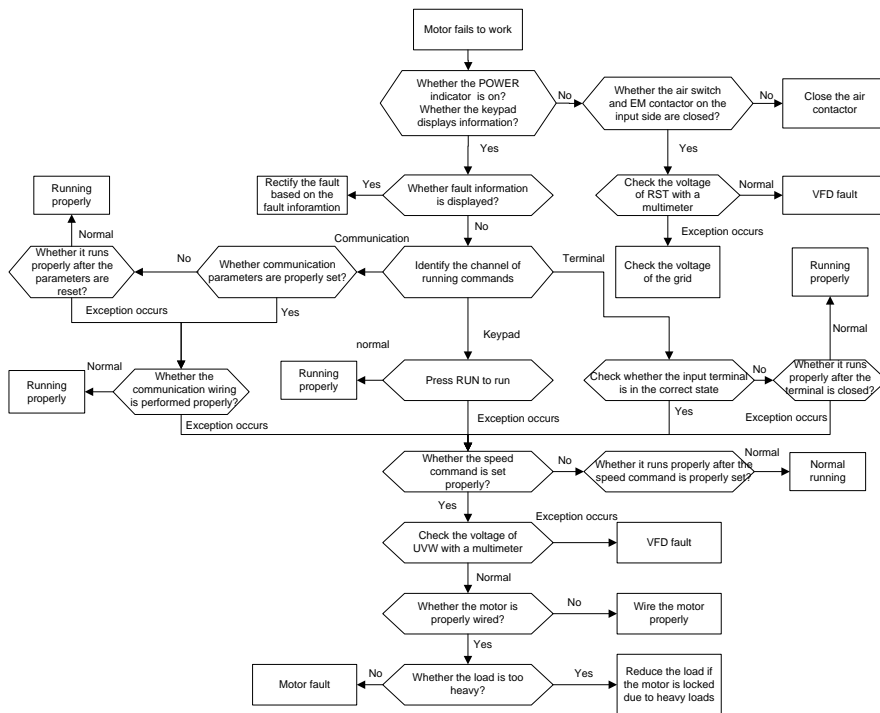 Motor fails to work
Whether the POWER
indicator is on?
Whether the keypad
displays information?
No
Whether the air switch
and EM contactor on the
input side are closed?
No
Close the air
contactor
Yes
Yes
Running
properly
Rectify the fault
based on the
fault inforamtion
Yes
Whether fault information
is displayed?
Check the voltage
of RST with a
multimeter
Normal
VFD fault
Normal
No
Exception occurs
Communication
Whether it runs
properly after the
parameters are
reset?
No
Whether communication
parameters are properly set?
Identify the channel of
running commands
Terminal
Check the voltage
of the grid
Running
properly
Exception occurs
Yes
Keypad
Normal
normal
Running
properly
Normal
Whether the
communication wiring
is performed properly?
Running
properly
Press RUN to run
Check whether the input terminal
is in the correct state
No
Whether it runs
properly after the
terminal is closed?
Exception occurs
Exception occurs
Yes
Exception occurs
Whether the speed
command is set
properly?
No
Whether it runs properly after the
speed command is properly set?
Normal
Normal
running
Yes
Exception occurs
Check the voltage of
UVW with a multimeter
VFD fault
Normal
Whether the motor is
properly wired?
No
Wire the motor
properly
Yes
Motor fault
No
Whether the load is too
heavy?
Yes
Reduce the load if
the motor is locked
due to heavy loads